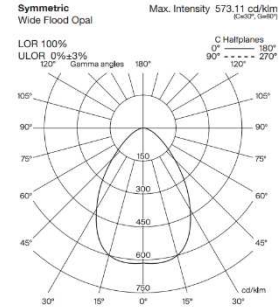 Symmetric
Wide Flood Opal
Max. Intensity 573.11 cd/klm
LOR 100%
ULOR 0%±3%
C Halfplanes
0° 180°
90° 270°
120° Gamma angles 180° 120°
105° 105°
90° 90°
75° 150 75°
300
60° 60°
450
45° 45°
600
750 cd/klm
30° 15° 0° 15° 30°